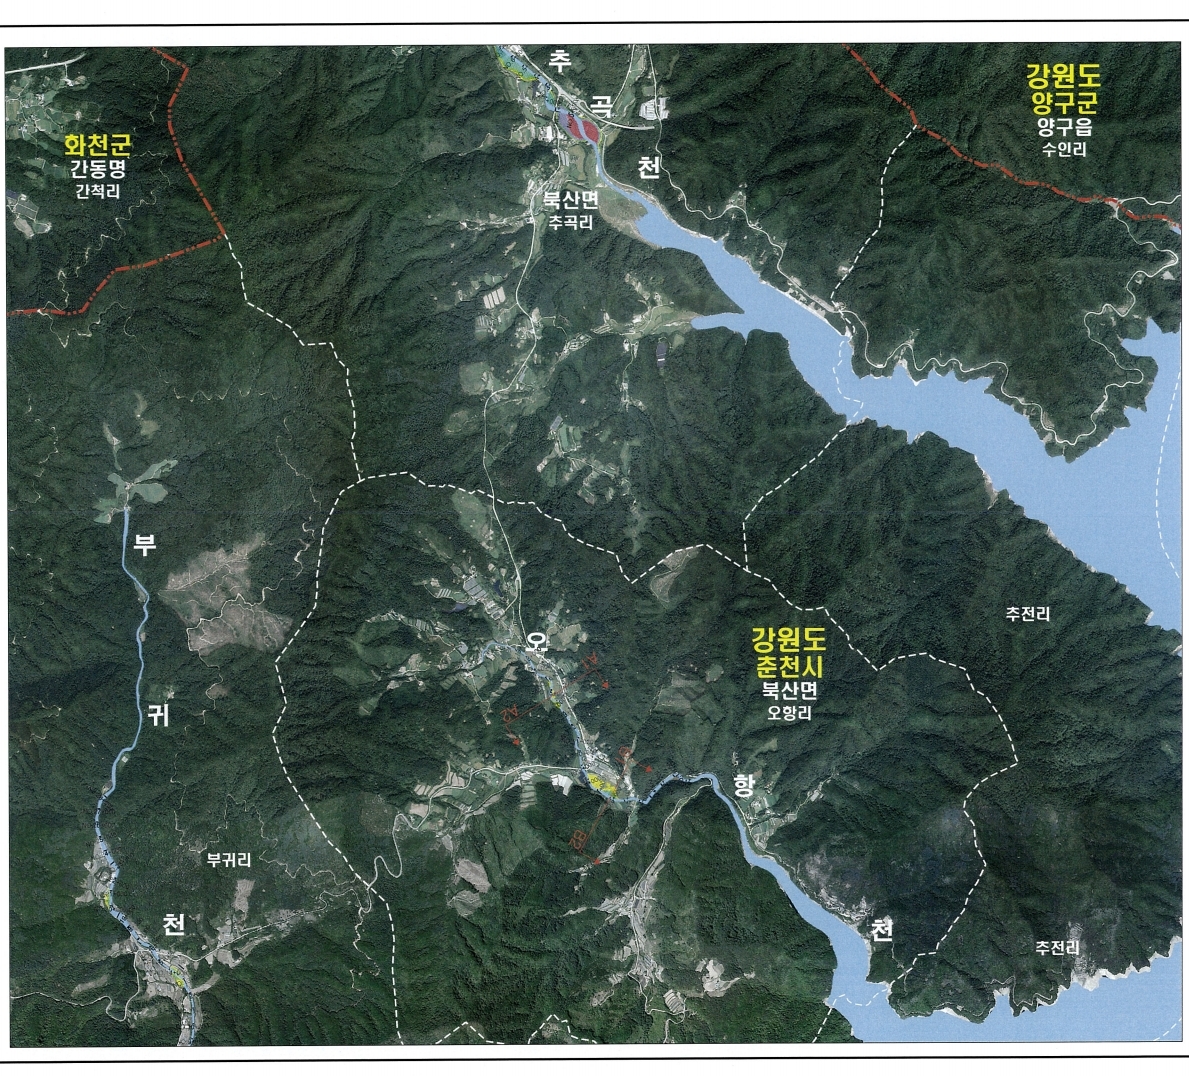 추
곡
천
강원도
양구군
양구읍
수인리
화천군
간동명
간척리
북산면
추곡리
부
귀
천
부귀리
오
항
천
강원도
춘천시
북산면
오항리
추전리
추전리
A1
A2
B2